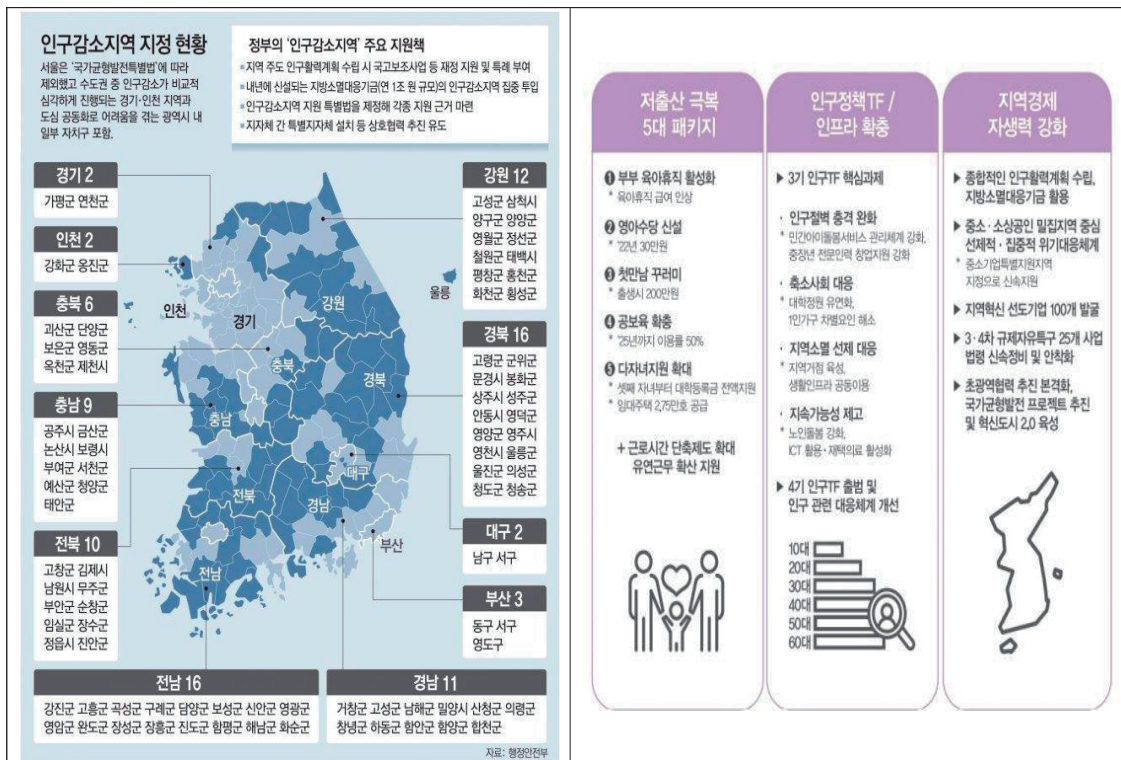 인구감소지역 지정 현황
서울은 '국가균형발전특별법'에 따라
제외했고 수도권 중 인구감소가 비교적
심각하게 진행되는 경기·인천 지역과
도심 공동화로 어려움을 겪는 광역시 내
일부 자치구 포함.
정부의 '인구감소지역' 주요 지원책
▪지역 주도 인구활력계획 수립 시 국고보조사업 등 재정 지원 및 특례 부여
▪내년에 신설되는 지방소멸대응기금(연 1조 원 규모)의 인구감소지역 집중 투입
▪인구감소지역 지원 특별법을 제정해 각종 지원 근거 마련
▪지자체 간 특별지자체 설치 등 상호협력 추진 유도
경기 2
가평군 연천군
인천 2
강화군 옹진군
충북 6
괴산군 단양군
보은군 영동군
옥천군 제천시
충남 9
공주시 금산군
논산시 보령시
부여군 서천군
예산군 청양군
태안군
전북 10
고창군 김제시
남원시 무주군
부안군 순창군
임실군 장수군
정읍시 진안군
인천
경기
강원
울릉
충북
경북
충남
대구
전북
경남
부산
전남
강원 12
고성군 삼척시
양구군 양양군
영월군 정선군
철원군 태백시
평창군 홍천군
화천군 횡성군
경북 16
고령군 군위군
문경시 봉화군
상주시 성주군
안동시 영덕군
영양군 영주시
영천시 울릉군
울진군 의성군
청도군 청송군
대구 2
남구 서구
부산 3
동구 서구
영도구
전남 16
강진군 고흥군 곡성군 구례군 담양군 보성군 신안군 영광군
영암군 완도군 장성군 장흥군 진도군 함평군 해남군 화순군
경남 11
거창군 고성군 남해군 밀양시 산청군 의령군
창녕군 하동군 함안군 함양군 합천군
자료: 행정안전부
저출산 극복
5대 패키지
❶ 부부 육아휴직 활성화
* 육아휴직 급여 인상
❷ 영아수당 신설
* '22년 30만원
❸ 첫만남 꾸러미
* 출생시 200만원
❹ 공보육 확충
* '25년까지 이용률 50%
❺ 다자녀지원 확대
* 셋째 자녀부터 대학등록금 전액지원
* 임대주택 2.75만호 공급
+ 근로시간 단축제도 확대
유연근무 확산 지원
인구정책TF /
인프라 확충
▶ 3기 인구TF 핵심과제
· 인구절벽 충격 완화
* 민간아이돌봄서비스 관리체계 강화,
중장년 전문인력 창업지원 강화
· 축소사회 대응
* 대학정원 유연화,
1인가구 차별요인 해소
· 지역소멸 선제 대응
* 지역거점 육성,
생활인프라 공동이용
· 지속가능성 제고
* 노인돌봄 강화,
ICT 활용·재택의료 활성화
▶ 4기 인구TF 출범 및
인구 관련 대응체계 개선
10대
20대
30대
40대
50대
60대
지역경제
자생력 강화
▶ 종합적인 인구활력계획 수립,
지방소멸대응기금 활용
▶ 중소·소상공인 밀집지역 중심
선제적·집중적 위기대응체계
* 중소기업특별지원지역
지정으로 신속지원
▶ 지역혁신 선도기업 100개 발굴
▶ 3·4차 규제자유특구 25개 사업
법령 신속정비 및 안착화
▶ 초광역협력 추진 본격화,
국가균형발전 프로젝트 추진
및 혁신도시 2.0 육성